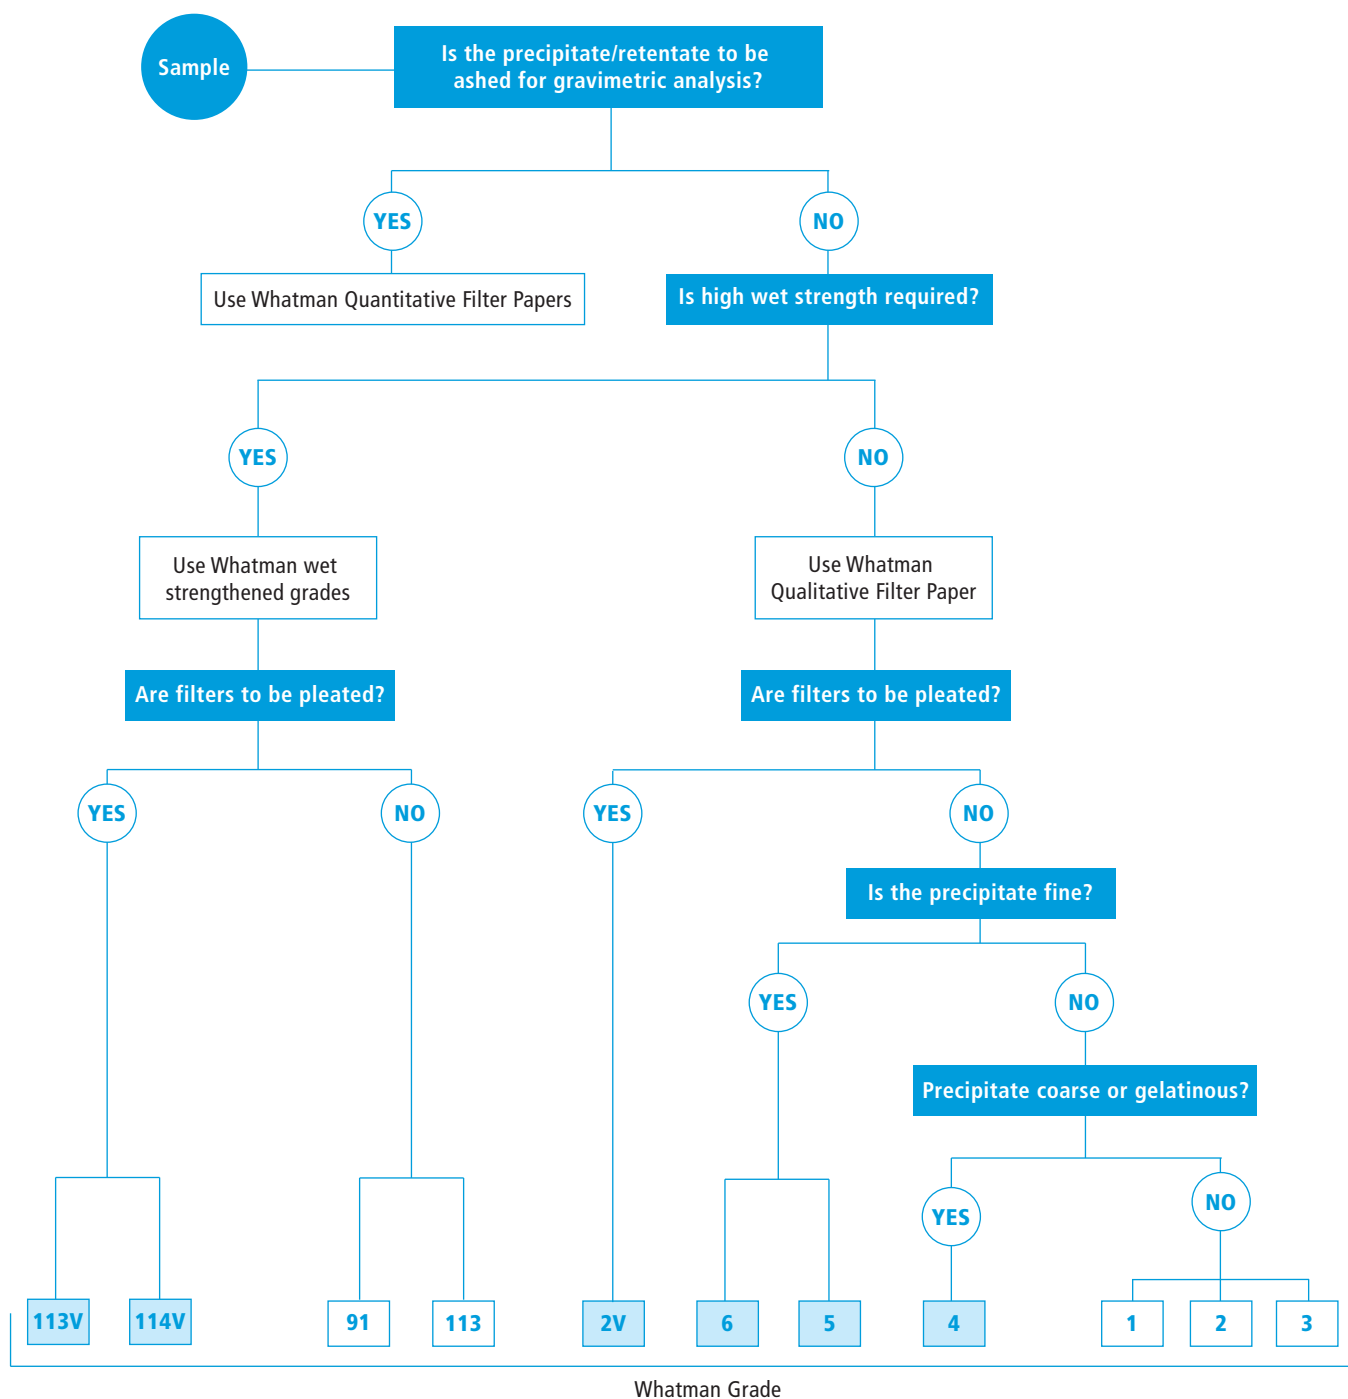 Sample
Is the precipitate/retentate to be
ashed for gravimetric analysis?
YES
NO
Use Whatman Quantitative Filter Papers
Is high wet strength required?
YES
NO
Use Whatman wet
strengthened grades
Use Whatman
Qualitative Filter Paper
Are filters to be pleated?
Are filters to be pleated?
YES
NO
YES
NO
Is the precipitate fine?
YES
NO
Precipitate coarse or gelatinous?
YES
NO
113V
114V
91
113
2V
6
5
4
1
2
3
Whatman Grade